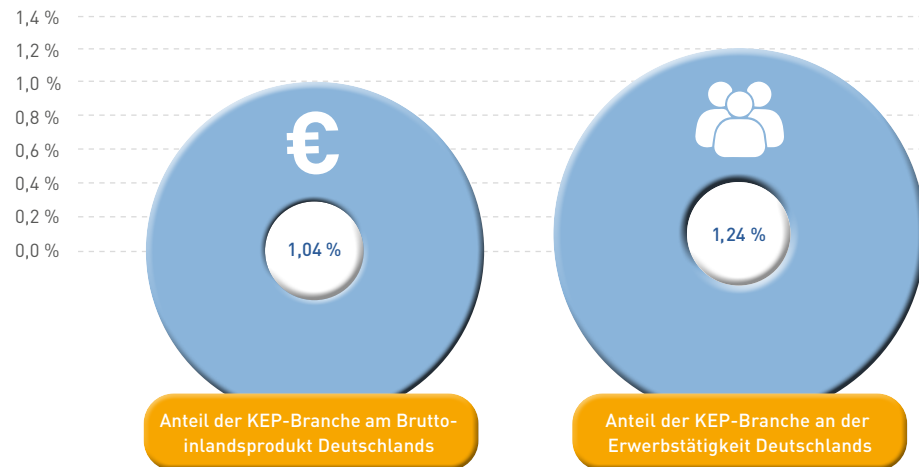 1,4 %
1,2 %
1,0 %
0,8 %
0,6 %
0,4 %
0,2 %
0,0 %
€
1,04 %
1,24 %
Anteil der KEP-Branche am Brutto-
inlandsprodukt Deutschlands
Anteil der KEP-Branche an der
Erwerbstätigkeit Deutschlands